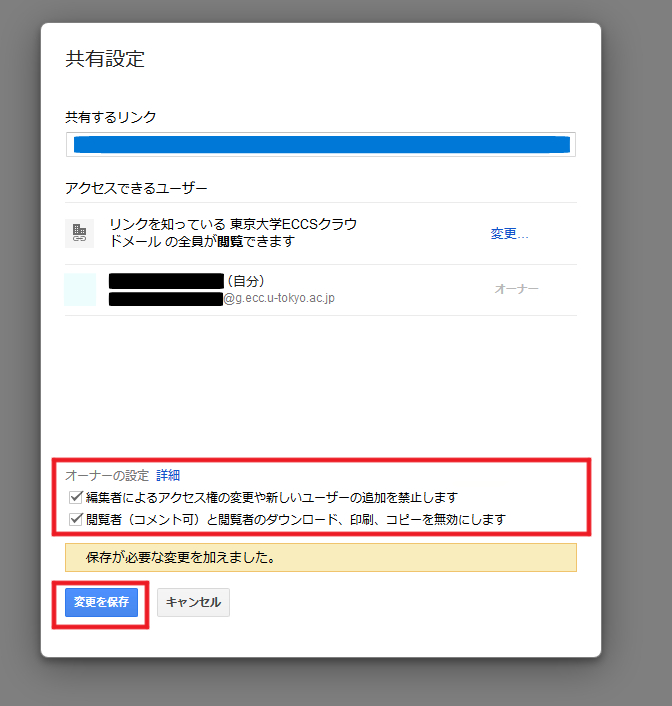 共有設定
共有するリンク
アクセスできるユーザー
リンクを知っている 東京大学ECCSクラウ
ドメール の全員が閲覧できます
変更...
（自分）
@g.ecc.u-tokyo.ac.jp
オーナー
オーナーの設定 詳細
編集者によるアクセス権の変更や新しいユーザーの追加を禁止します
閲覧者（コメント可）と閲覧者のダウンロード、印刷、コピーを無効にします
保存が必要な変更を加えました。
変更を保存
キャンセル